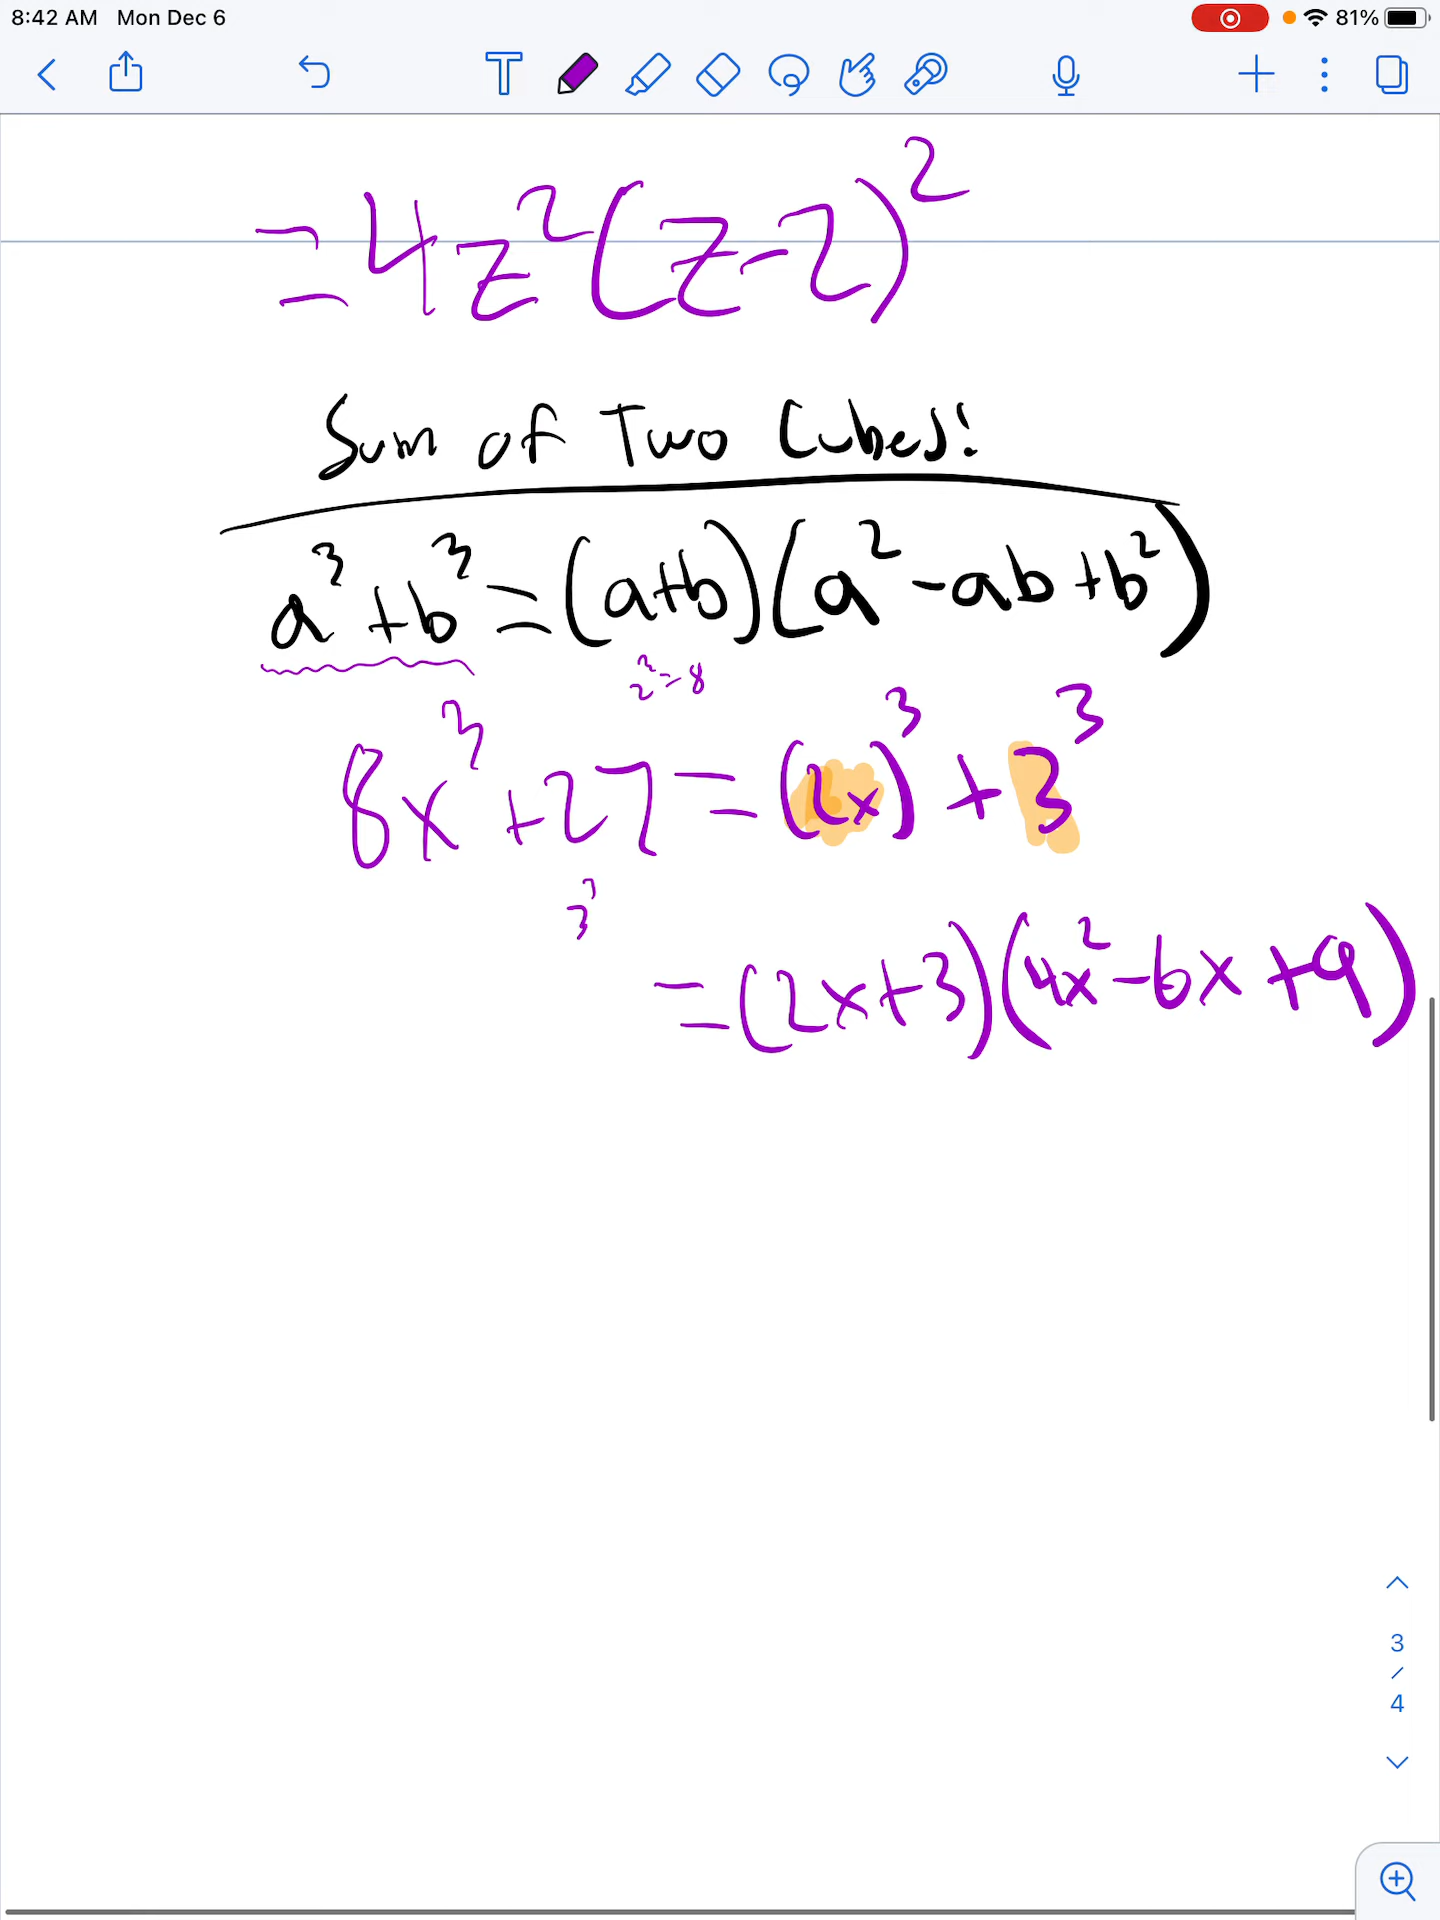 8:42 AM Mon Dec 6 81%
T
= 4z²(z-2)²
Sum of Two Cubes!
a³+b³=(a+b)(a²-ab+b²)
2³=8
8x³+27=(2x)³+3³
3³
=(2x+3)(4x²-6x+9)
3
/
4